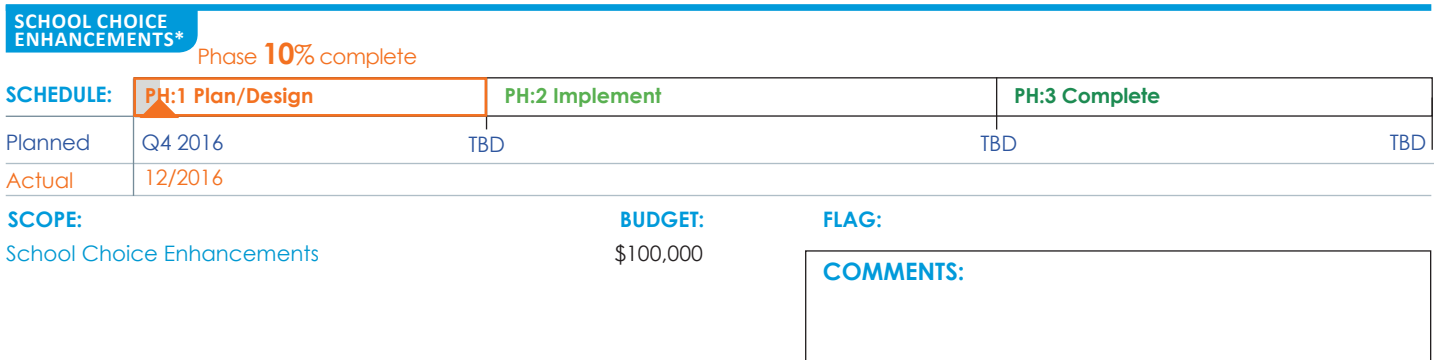 SCHOOL CHOICE
ENHANCEMENTS*
Phase 10% complete
SCHEDULE: PH:1 Plan/Design PH:2 Implement PH:3 Complete
Planned Q4 2016 TBD TBD TBD
Actual 12/2016
SCOPE: BUDGET: FLAG:
School Choice Enhancements $100,000
COMMENTS: